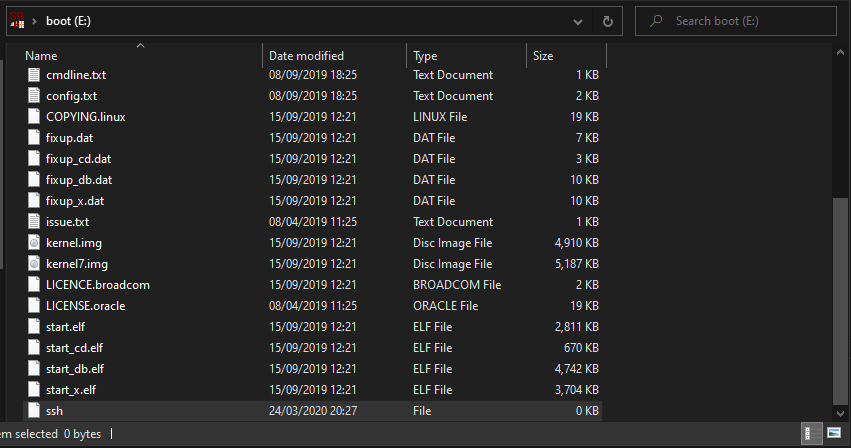 boot (E:)
Search boot (E:)
Name Date modified Type Size
cmdline.txt 08/09/2019 18:25 Text Document 1 KB
config.txt 08/09/2019 18:25 Text Document 2 KB
COPYING.linux 15/09/2019 12:21 LINUX File 19 KB
fixup.dat 15/09/2019 12:21 DAT File 7 KB
fixup_cd.dat 15/09/2019 12:21 DAT File 3 KB
fixup_db.dat 15/09/2019 12:21 DAT File 10 KB
fixup_x.dat 15/09/2019 12:21 DAT File 10 KB
issue.txt 08/04/2019 11:25 Text Document 1 KB
kernel.img 15/09/2019 12:21 Disc Image File 4,910 KB
kernel7.img 15/09/2019 12:21 Disc Image File 5,187 KB
LICENCE.broadcom 15/09/2019 12:21 BROADCOM File 2 KB
LICENSE.oracle 08/04/2019 11:25 ORACLE File 19 KB
start.elf 15/09/2019 12:21 ELF File 2,811 KB
start_cd.elf 15/09/2019 12:21 ELF File 670 KB
start_db.elf 15/09/2019 12:21 ELF File 4,742 KB
start_x.elf 15/09/2019 12:21 ELF File 3,704 KB
ssh 24/03/2020 20:27 File 0 KB
em selected 0 bytes